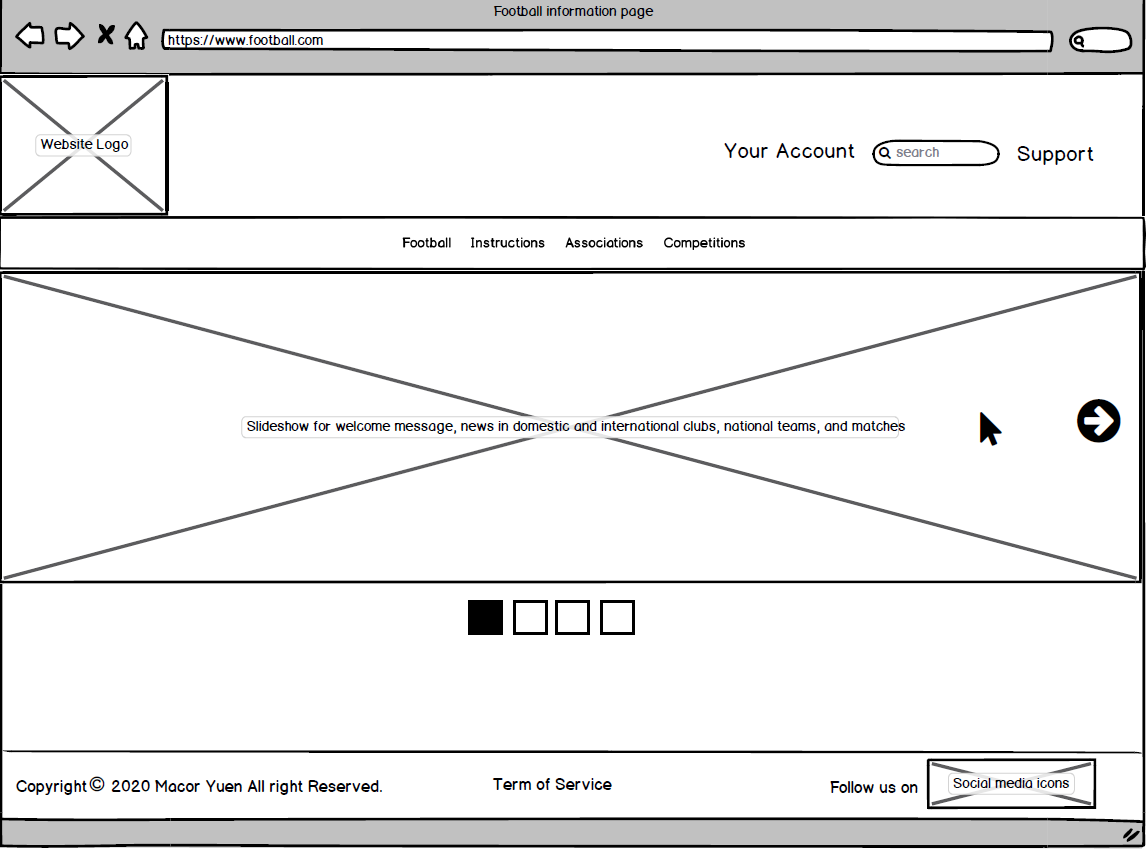 Football information page
https://www.football.com
Website Logo
Your Account
search
Support
Football Instructions Associations Competitions
Slideshow for welcome message, news in domestic and international clubs, national teams, and matches
Copyright© 2020 Macor Yuen All right Reserved.
Term of Service
Follow us on
Social media icons